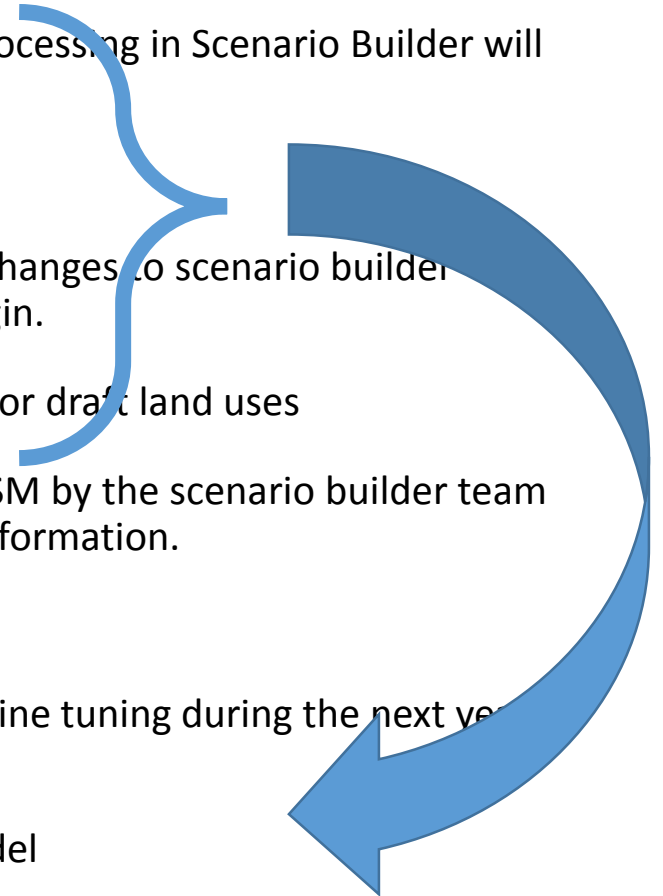 ocessing in Scenario Builder will
hanges to scenario builder
gin.
or draft land uses
SM by the scenario builder team
formation.
ine tuning during the next
del